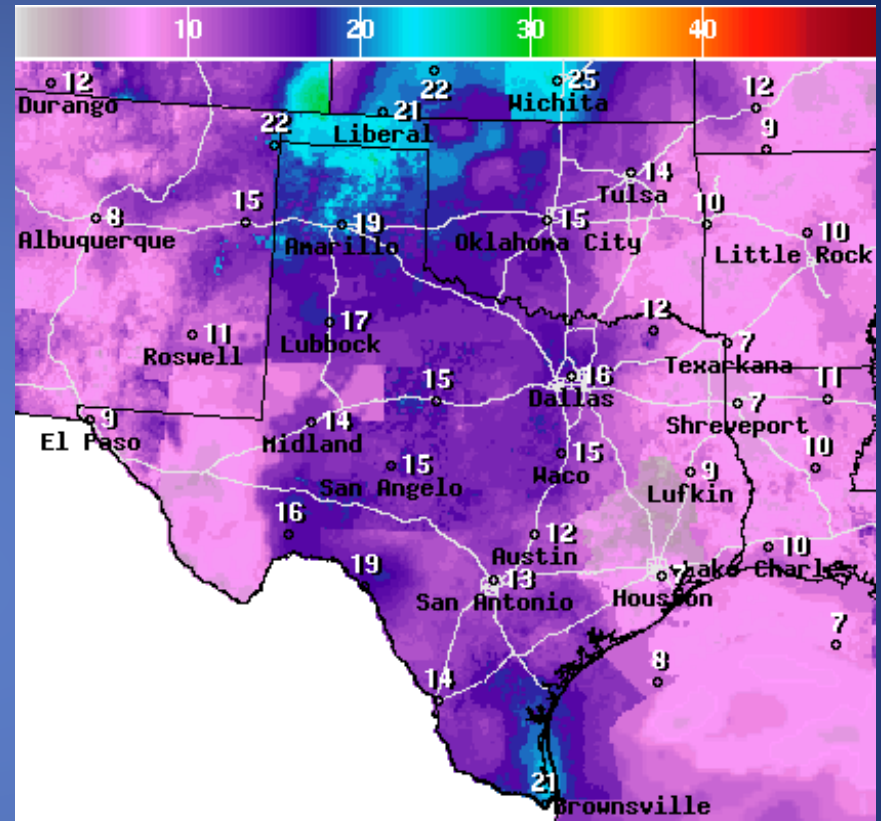 10 20 30 40
12
Durango
22
25
Wichita
12
21
Liberal
9
22
14
Tulsa
8
Albuquerque
15
19
Amarillo
15
Oklahoma City
10
10
Little Rock
11
Roswell
17
Lubbock
12
7
Texarkana
16
Dallas
15
7
Shreveport
11
9
El Paso
14
Midland
15
San Angelo
15
Waco
9
Lufkin
10
16
12
Austin
10
Lake Charles
19
13
San Antonio
7
Houston
7
8
14
21
Brownsville